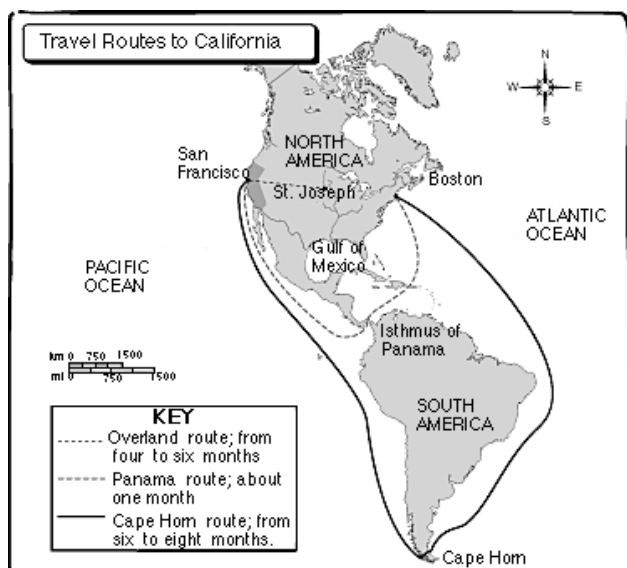 Travel Routes to California
N
W
E
S
NORTH
AMERICA
San
Francisco
St. Joseph
Boston
ATLANTIC
OCEAN
Gulf of
Mexico
PACIFIC
OCEAN
Isthmus of
Panama
km 0 750 1500
ml 0 750 1500
SOUTH
AMERICA
KEY
Overland route; from
four to six months
Panama route; about
one month
Cape Horn route; from
six to eight months.
Cape Horn